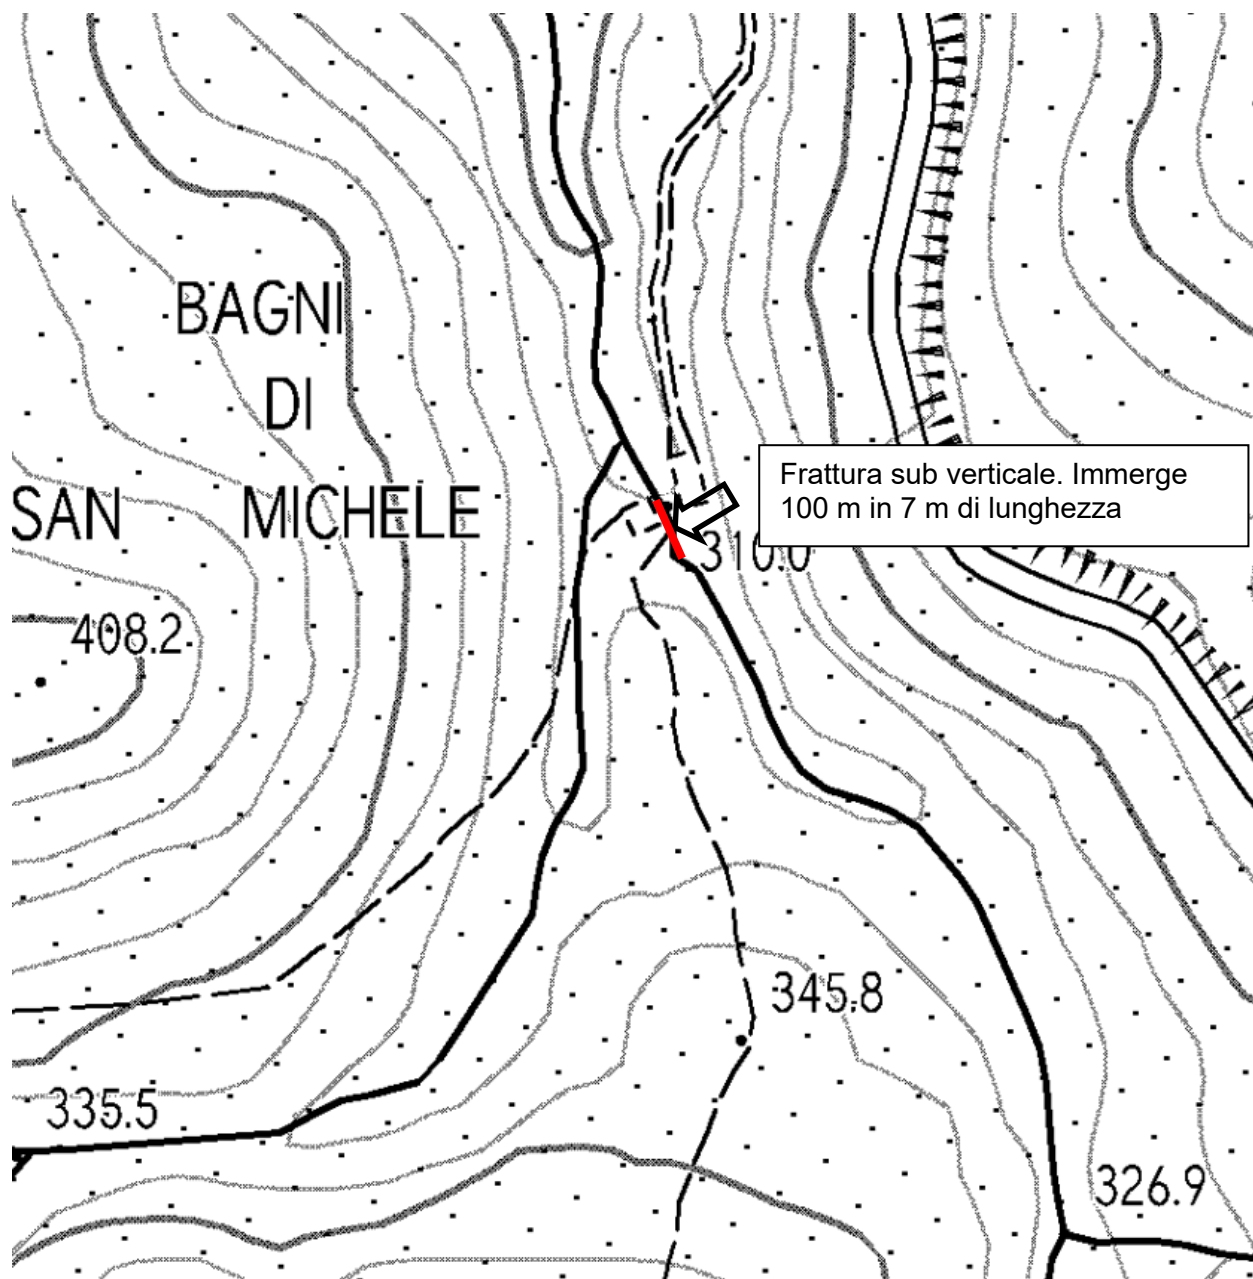 BAGNI
DI
SAN MICHELE
Frattura sub verticale. Immerge
100 m in 7 m di lunghezza
310.0
408.2
345.8
335.5
326.9